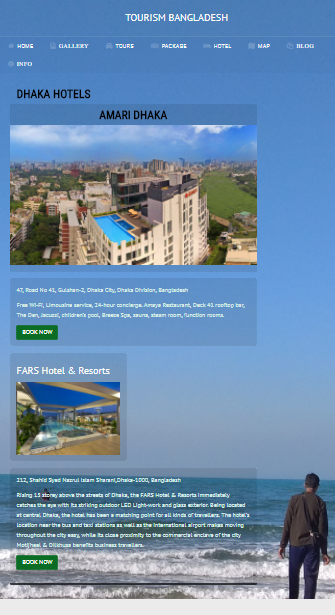 TOURISM BANGLADESH
HOME GALLERY TOURS PACKAGE HOTEL MAP BLOG
INFO
DHAKA HOTELS
AMARI DHAKA
47, Road No 41, Gulshan-2, Dhaka City, Dhaka Division, Bangladesh
Free Wi-Fi, Limousine service, 24-hour concierge. Amaya Restaurant, Deck 41 rooftop bar,
The Den, Jacuzzi, children's pool, Breeze Spa, sauna, steam room, function rooms.
BOOK NOW
FARS Hotel & Resorts
212, Shahid Syed Nazrul Islam Sharani,Dhaka-1000, Bangladesh
Rising 15 storey above the streets of Dhaka, the FARS Hotel & Resorts immediately
catches the eye with its striking outdoor LED Light-work and glass exterior. Being located
at central Dhaka, the hotel has been a matching point for all kinds of travellers. The hotel's
location near the bus and taxi stations as well as the international airport makes moving
throughout the city easy, while its close proximity to the commercial enclave of the city
Motijheel & Dilkhusa benefits business travellers.
BOOK NOW